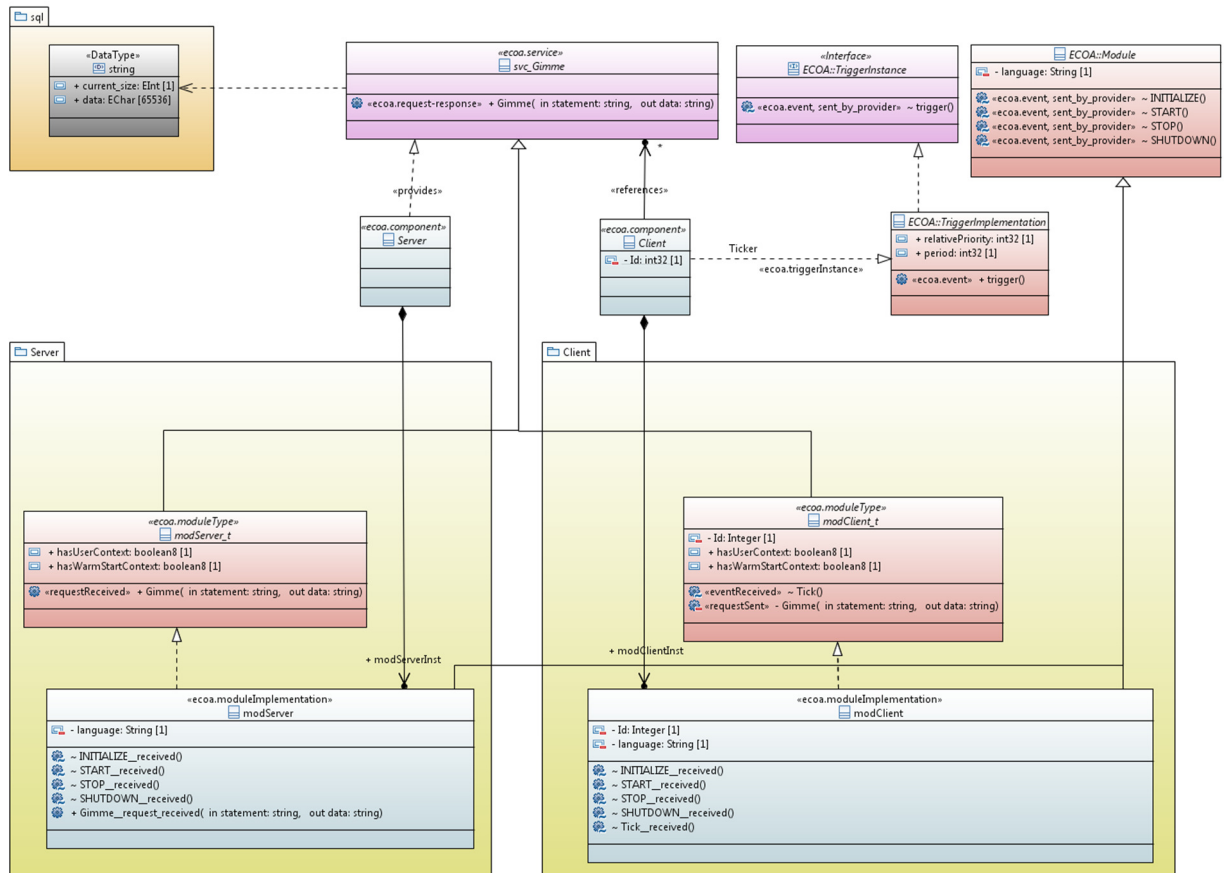 sql
«DataType»
string
+ current_size: EInt [1]
+ data: EChar [65536]
«ecoa.service»
svc_Gimme
«ecoa.request-response» + Gimme( in statement: string, out data: string)
«Interface»
ECOA::TriggerInstance
«ecoa.event, sent_by_provider» ~ trigger()
ECOA::Module
- language: String [1]
«ecoa.event, sent_by_provider» ~ INITIALIZE()
«ecoa.event, sent_by_provider» ~ START()
«ecoa.event, sent_by_provider» ~ STOP()
«ecoa.event, sent_by_provider» ~ SHUTDOWN()
*
«provides»
«references»
«ecoa.component»
Server
«ecoa.component»
Client
- Id: int32 [1]
Ticker
«ecoa.triggerInstance»
ECOA::TriggerImplementation
+ relativePriority: int32 [1]
+ period: int32 [1]
«ecoa.event» + trigger()
Server
«ecoa.moduleType»
modServer_t
+ hasUserContext: boolean8 [1]
+ hasWarmStartContext: boolean8 [1]
«requestReceived» + Gimme( in statement: string, out data: string)
+ modServerInst
«ecoa.moduleImplementation»
modServer
- language: String [1]
~ INITIALIZE__received()
~ START__received()
~ STOP__received()
~ SHUTDOWN__received()
+ Gimme__request_received( in statement: string, out data: string)
Client
«ecoa.moduleType»
modClient_t
- Id: Integer [1]
+ hasUserContext: boolean8 [1]
+ hasWarmStartContext: boolean8 [1]
«eventReceived» ~ Tick()
«requestSent» - Gimme( in statement: string, out data: string)
+ modClientInst
«ecoa.moduleImplementation»
modClient
- Id: Integer [1]
- language: String [1]
~ INITIALIZE__received()
~ START__received()
~ STOP__received()
~ SHUTDOWN__received()
~ Tick__received()